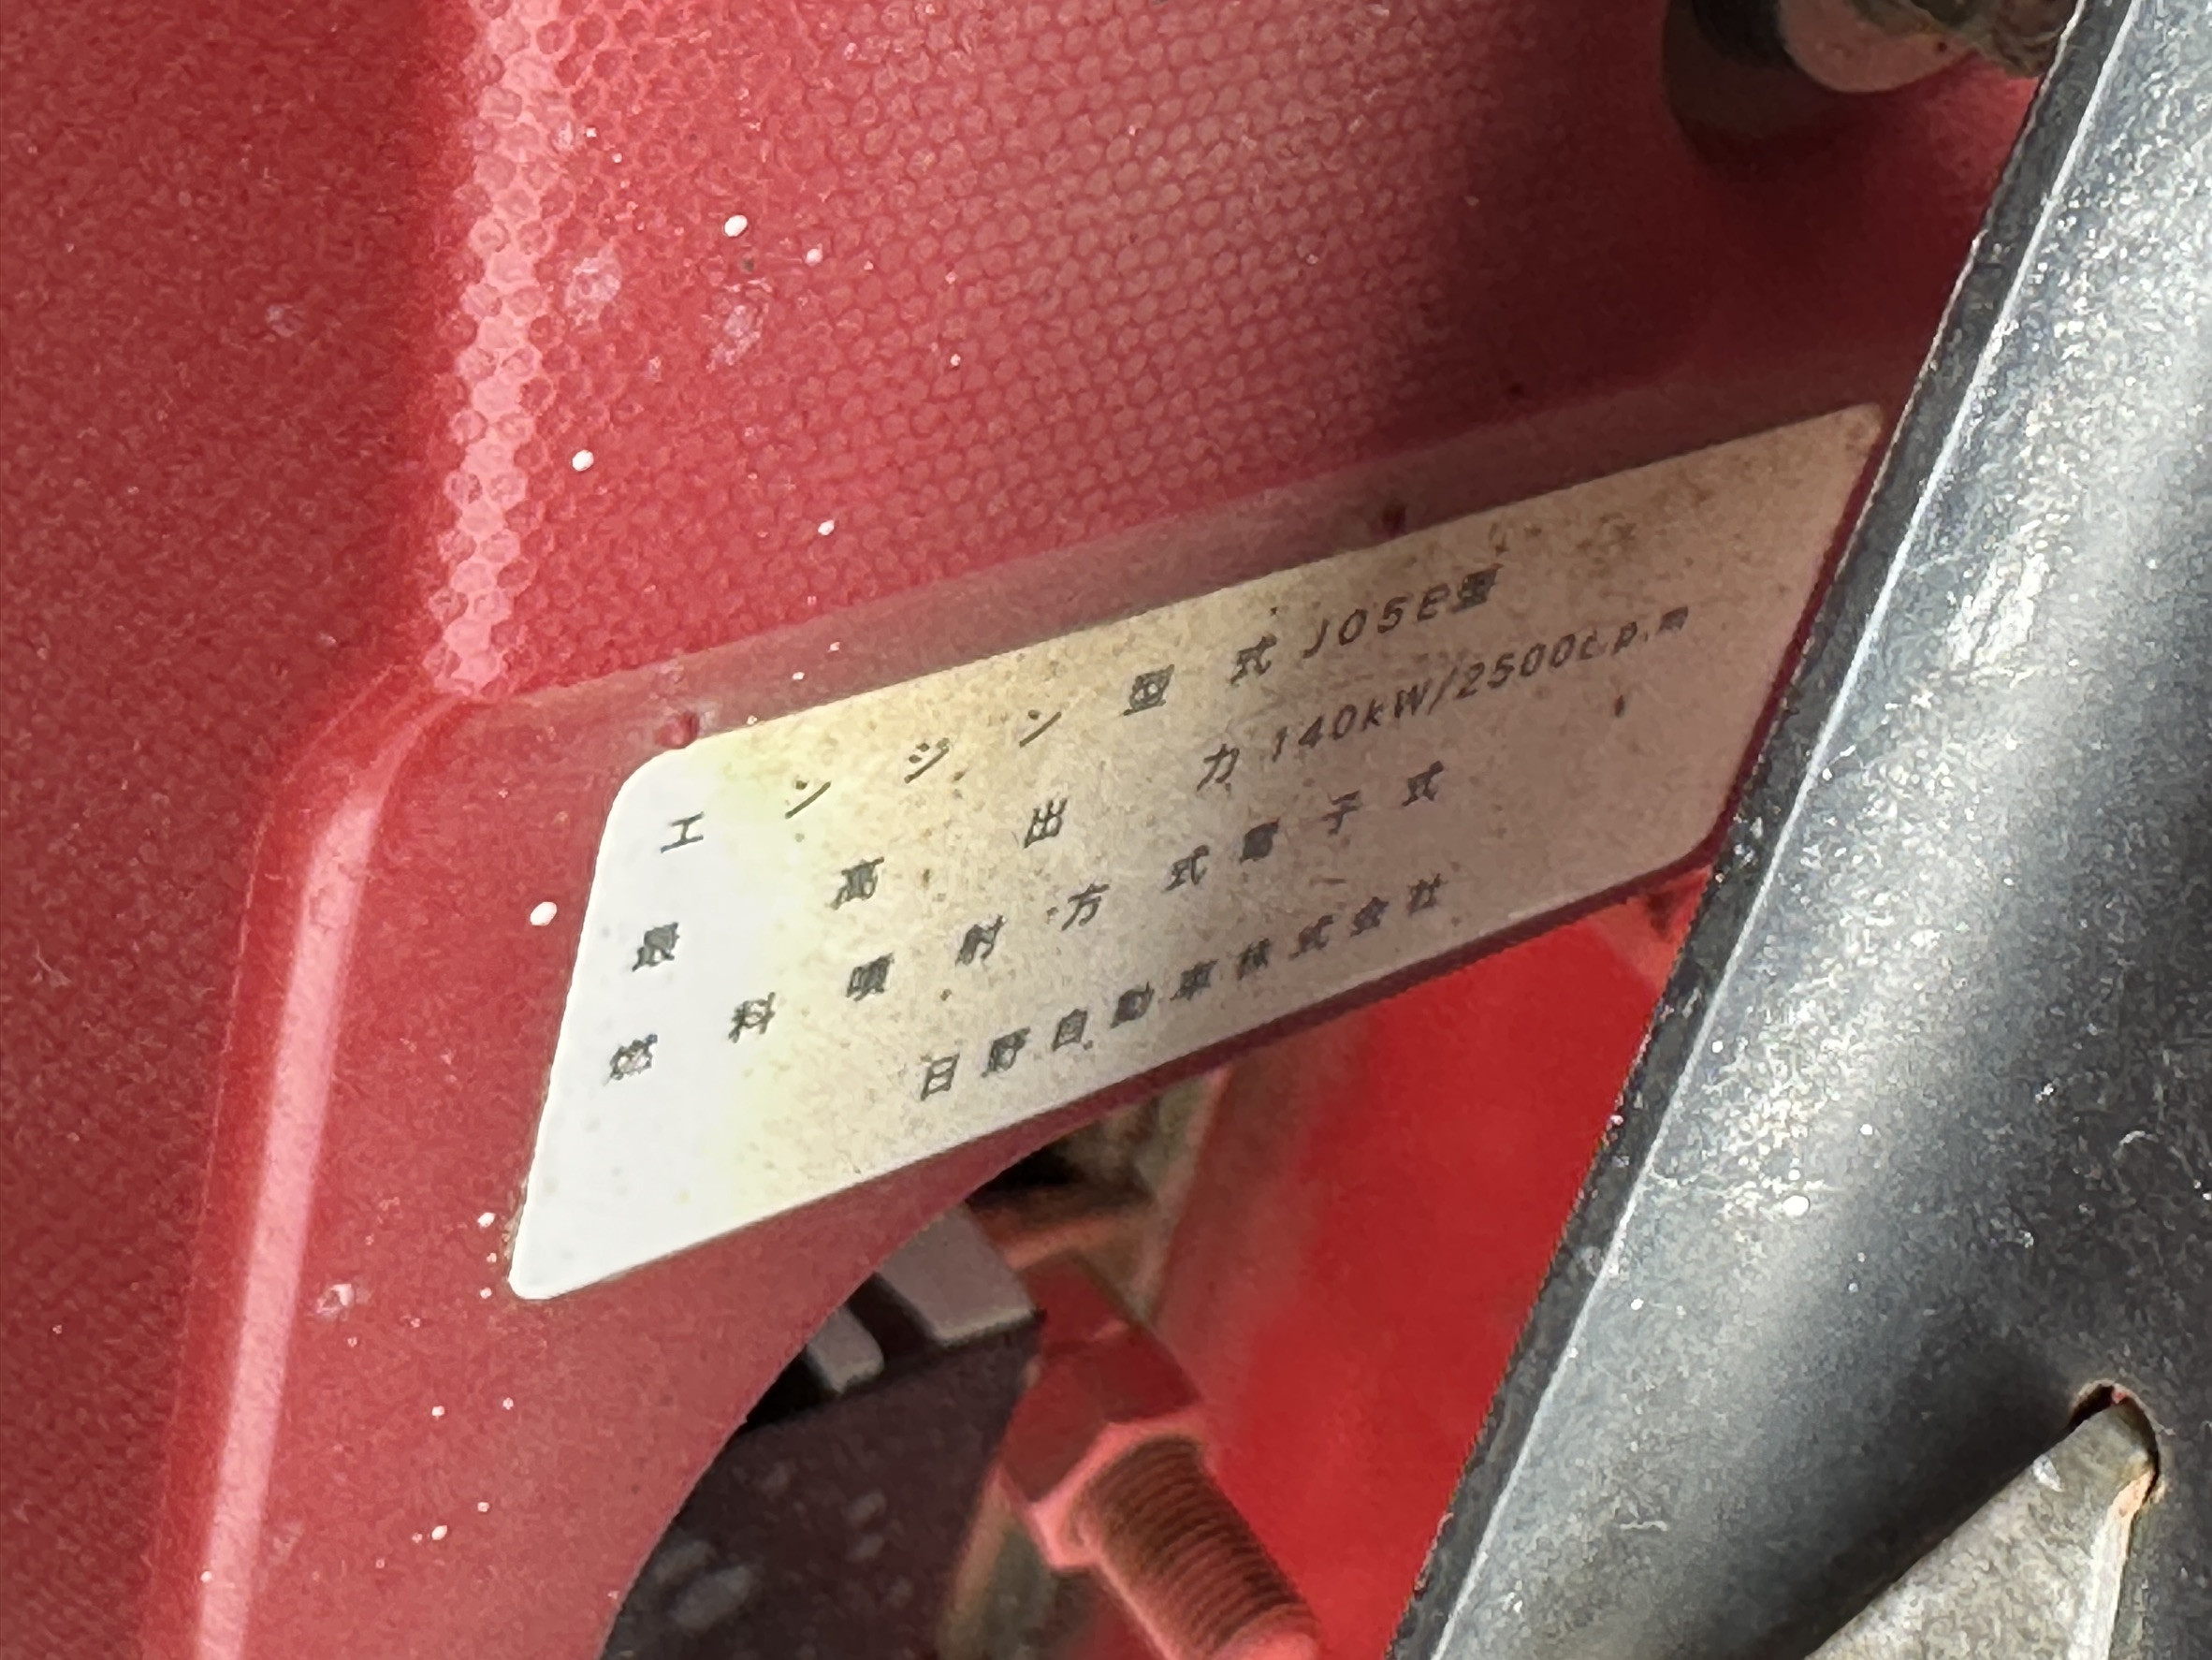 エンジン型式 J05E型
最高出力 140kW/2500r.p.m
燃料噴射方式 電子式
日野自動車株式会社